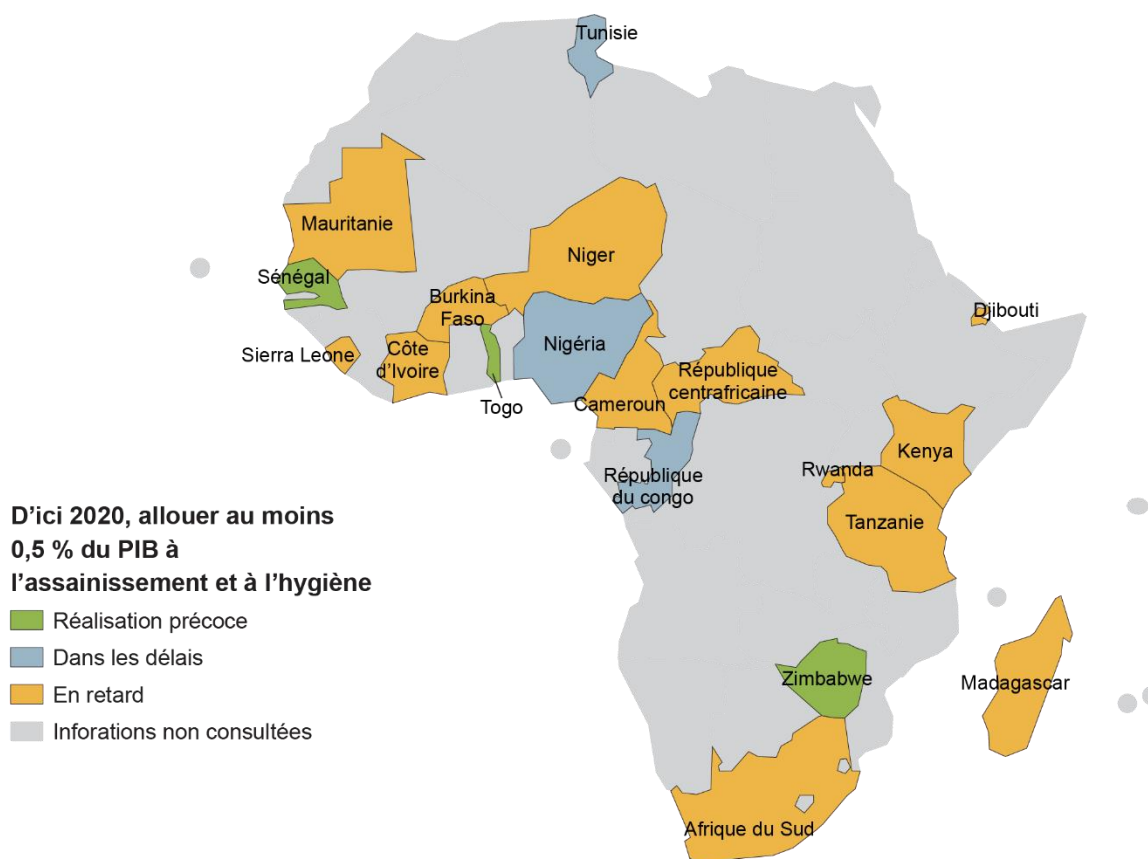 Tunisie
Mauritanie
Niger
Sénégal
Burkina
Faso
Djibouti
Sierra Leone
Côte
d'Ivoire
Nigéria
Togo
Cameroun
République
centrafricaine
Kenya
Rwanda
République
du congo
Tanzanie
D'ici 2020, allouer au moins
0,5 % du PIB à
l'assainissement et à l'hygiène
Réalisation précoce
Dans les délais
En retard
Inforations non consultées
Zimbabwe
Madagascar
Afrique du Sud